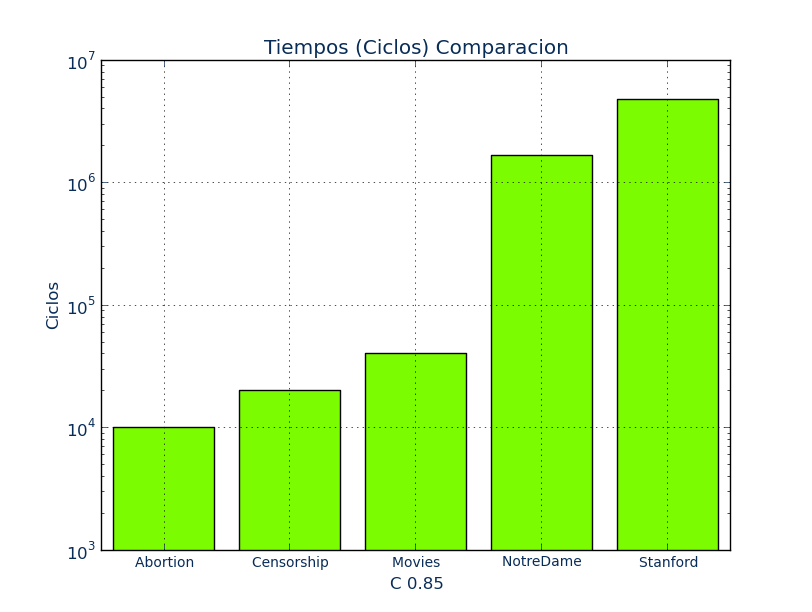 Tiempos (Ciclos) Comparacion
10^7
10^6
10^5
10^4
10^3
Ciclos
Abortion Censorship Movies NotreDame Stanford
C 0.85